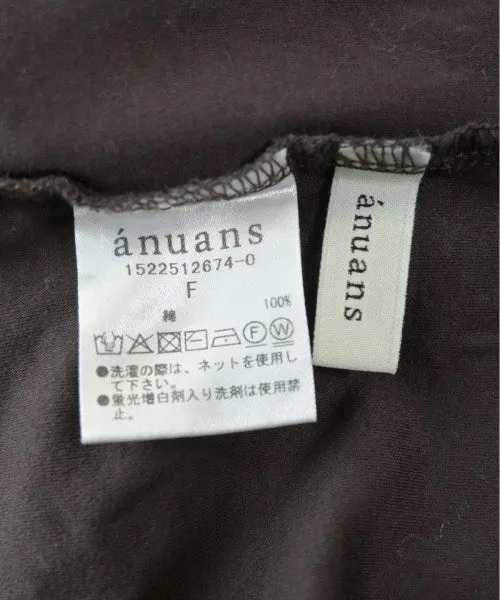 ánuans
1522512674-0
F
綿 100%
F W
●洗濯の際は、ネットを使用し
て下さい。
●蛍光増白剤入り洗剤は使用禁
止。
ánuans